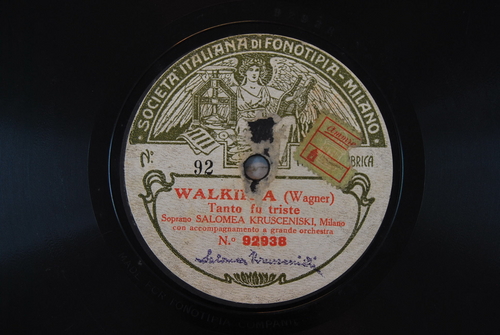 SOCIETÀ ITALIANA DI FONOTIPIA - MILANO
N.º 92
BRICA
WALKI A (Wagner)
Tanto fu triste
Soprano SALOMEA KRUSCENISKI, Milano
con accompagnamento a grande orchestra
N.º 92938
Salomea Krusceniski